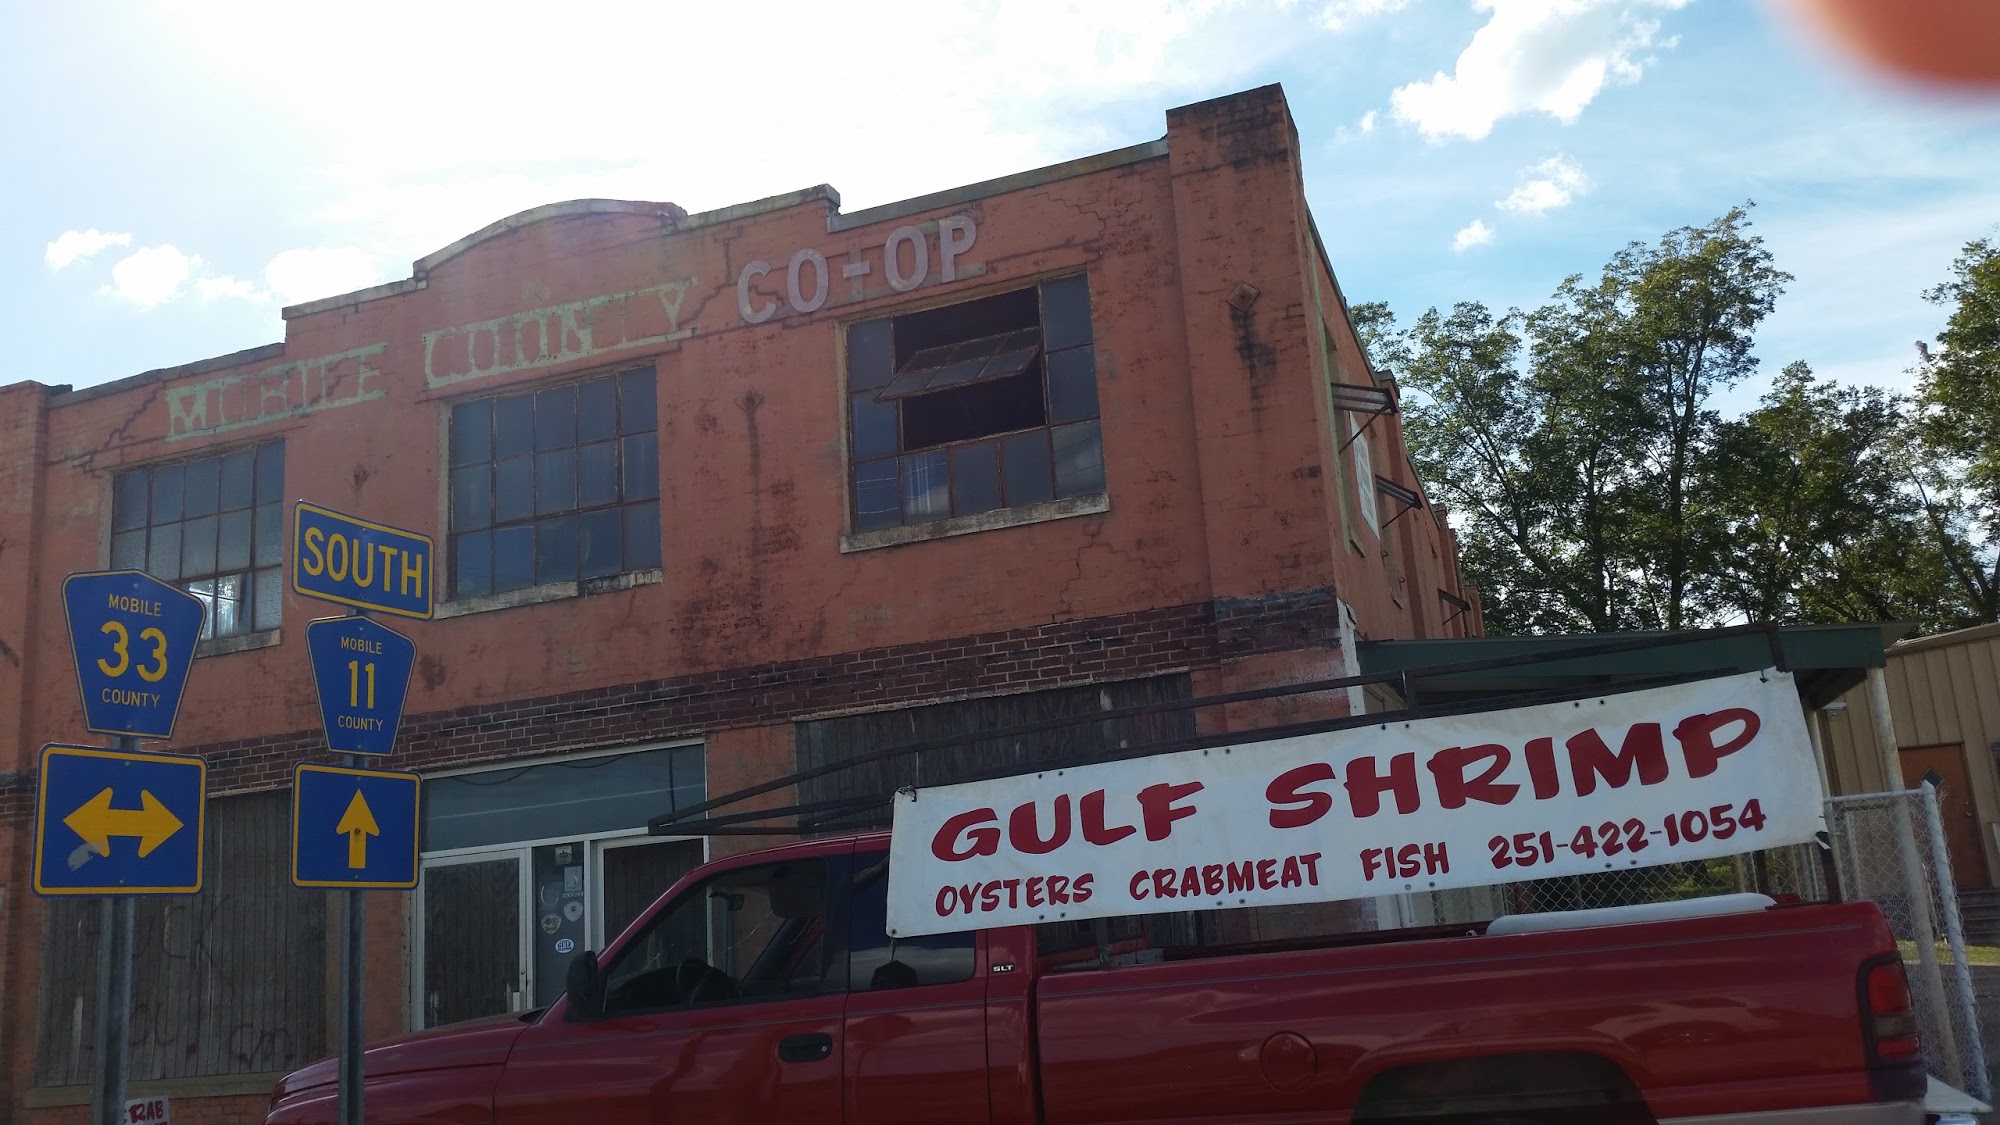 MOBILE COUNTY CO-OP
SOUTH
MOBILE
33
COUNTY
MOBILE
11
COUNTY
GULF SHRIMP
OYSTERS CRABMEAT FISH 251-422-1054
SLT
CRAB